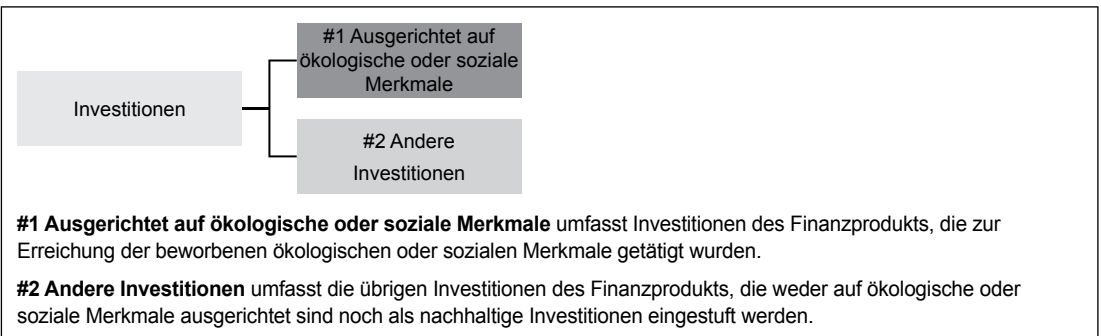 #1 Ausgerichtet auf
ökologische oder soziale
Merkmale
Investitionen
#2 Andere
Investitionen
#1 Ausgerichtet auf ökologische oder soziale Merkmale umfasst Investitionen des Finanzprodukts, die zur
Erreichung der beworbenen ökologischen oder sozialen Merkmale getätigt wurden.
#2 Andere Investitionen umfasst die übrigen Investitionen des Finanzprodukts, die weder auf ökologische oder
soziale Merkmale ausgerichtet sind noch als nachhaltige Investitionen eingestuft werden.